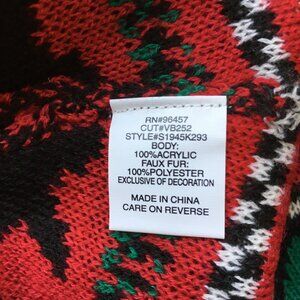 RN#96457
CUT#VB252
STYLE#S1945K293
BODY:
100%ACRYLIC
FAUX FUR:
100%POLYESTER
EXCLUSIVE OF DECORATION
MADE IN CHINA
CARE ON REVERSE